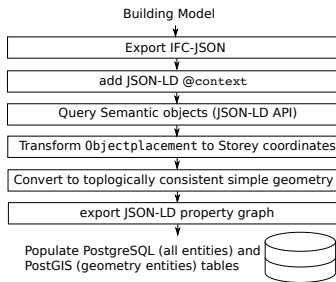 Building Model
Export IFC-JSON
add JSON-LD @context
Query Semantic objects (JSON-LD API)
Transform Objectplacement to Storey coordinates
Convert to toplogically consistent simple geometry
export JSON-LD property graph
Populate PostgreSQL (all entities) and
PostGIS (geometry entities) tables